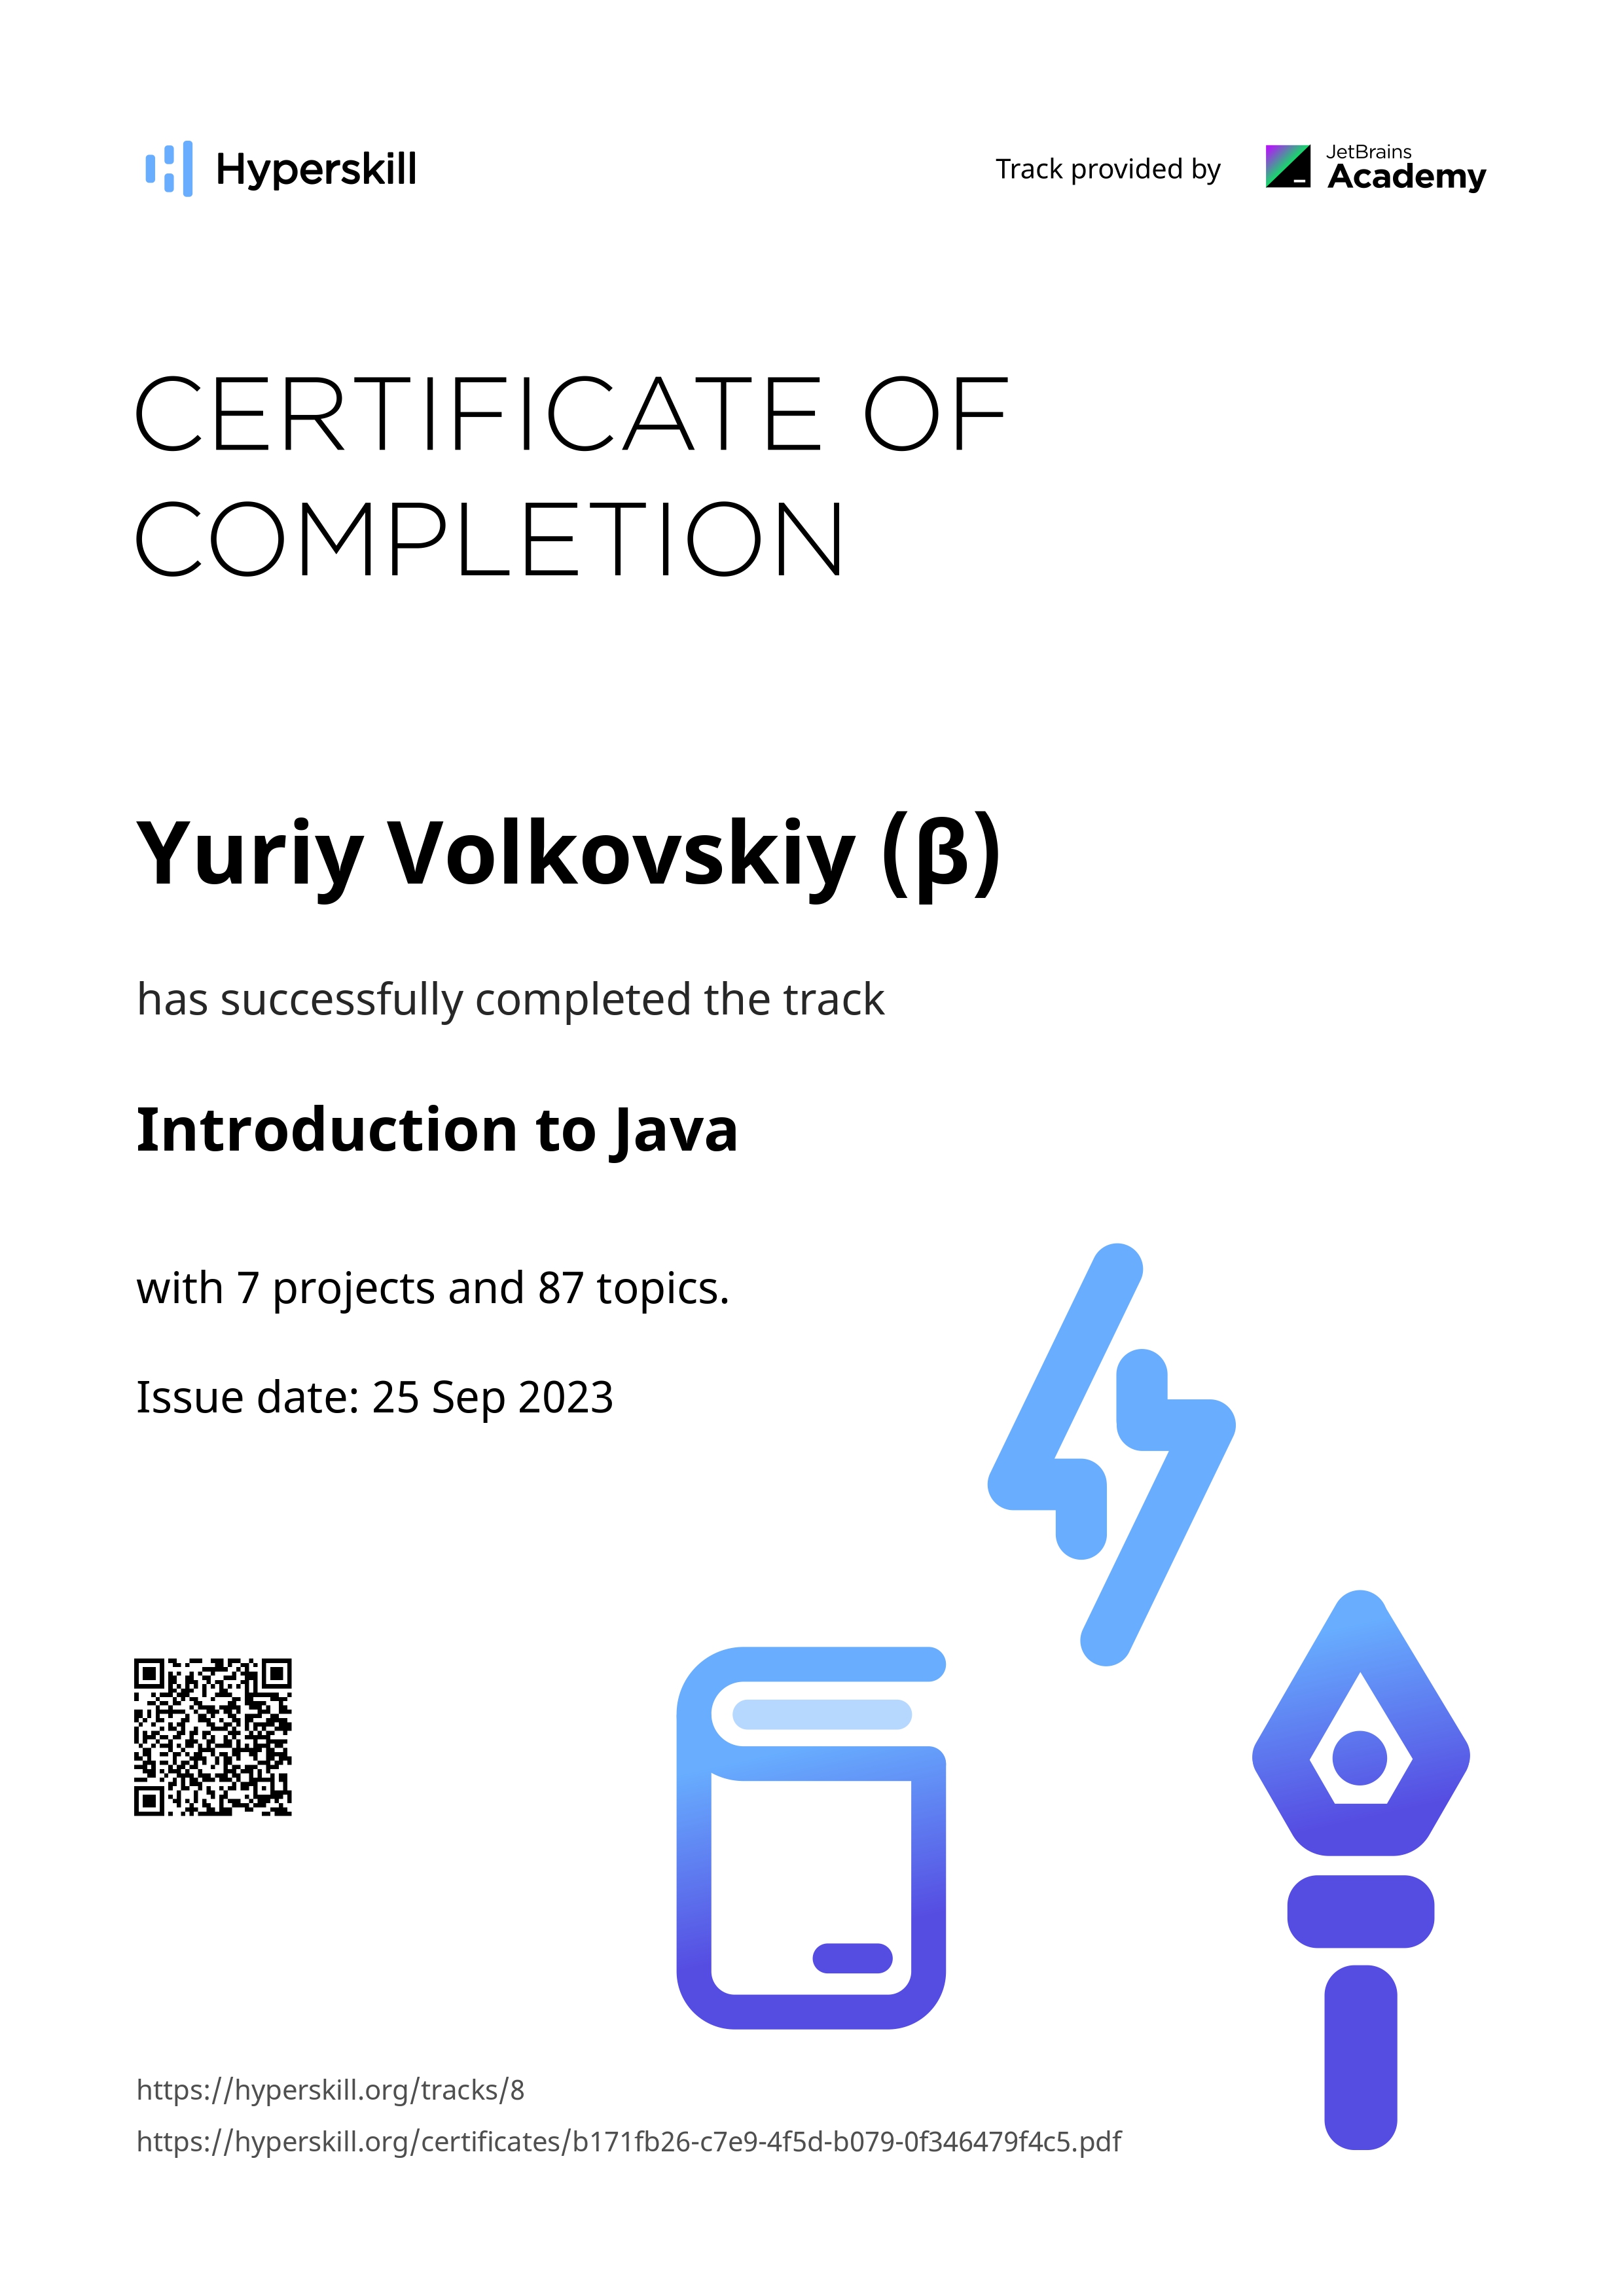 Hyperskill
Track provided by
JetBrains
Academy
CERTIFICATE OF
COMPLETION
Yuriy Volkovskiy (β)
has successfully completed the track
Introduction to Java
with 7 projects and 87 topics.
Issue date: 25 Sep 2023
https://hyperskill.org/tracks/8
https://hyperskill.org/certificates/b171fb26-c7e9-4f5d-b079-0f346479f4c5.pdf